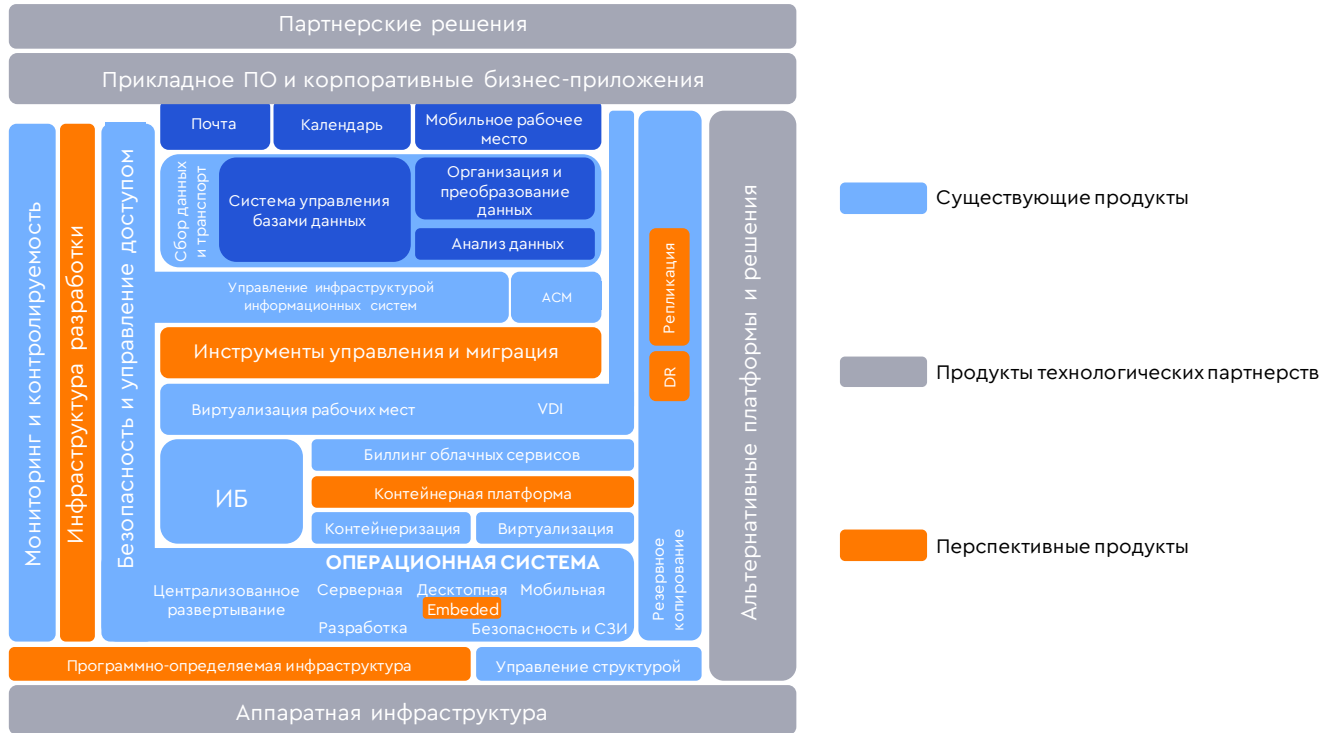 Партнерские решения
Прикладное ПО и корпоративные бизнес-приложения
Мониторинг и контролируемость
Инфраструктура разработки
Безопасность и управление доступом
Почта
Календарь
Мобильное рабочее
место
Сбор данных
и транспорт
Система управления
базами данных
Организация и
преобразование
данных
Анализ данных
Управление инфраструктурой
информационных систем
ACM
Инструменты управления и миграция
Виртуализация рабочих мест
VDI
ИБ
Биллинг облачных сервисов
Контейнерная платформа
Контейнеризация
Виртуализация
ОПЕРАЦИОННАЯ СИСТЕМА
Централизованное
развертывание
Серверная
Десктопная
Мобильная
Embeded
Разработка
Безопасность и СЗИ
Репликация
DR
Резервное
копирование
Альтернативные платформы и решения
Программно-определяемая инфраструктура
Управление структурой
Аппаратная инфраструктура
Существующие продукты
Продукты технологических партнерств
Перспективные продукты